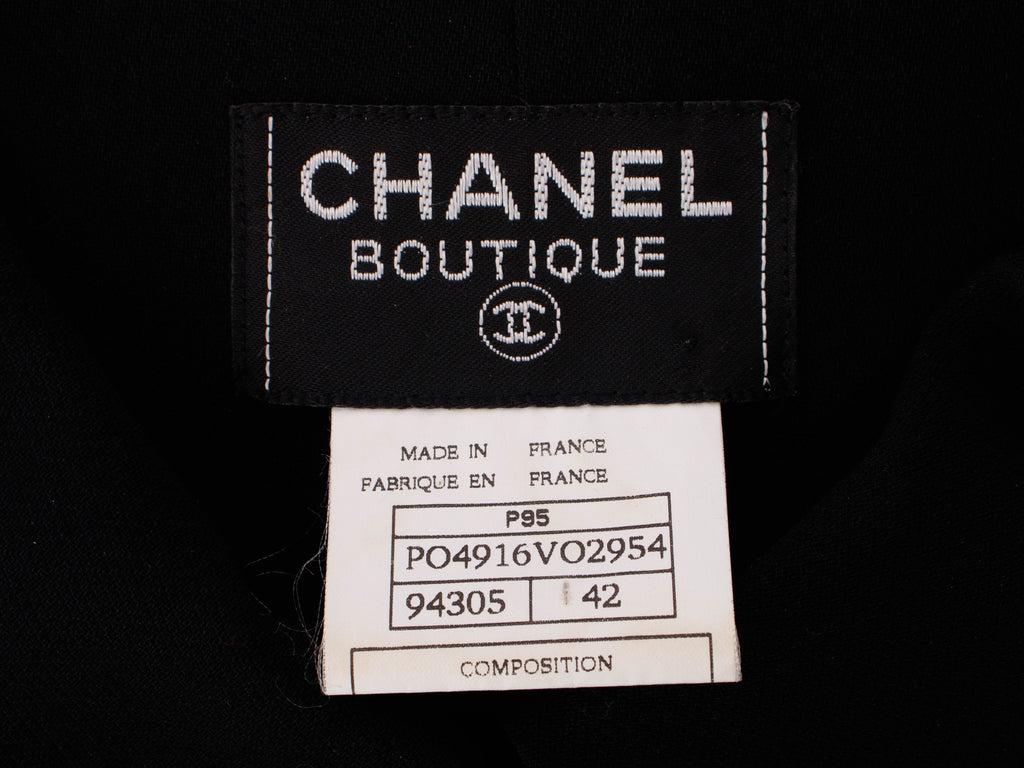 CHANEL
BOUTIQUE
MADE IN FRANCE
FABRIQUE EN FRANCE
P95
PO4916VO2954
94305 42
COMPOSITION